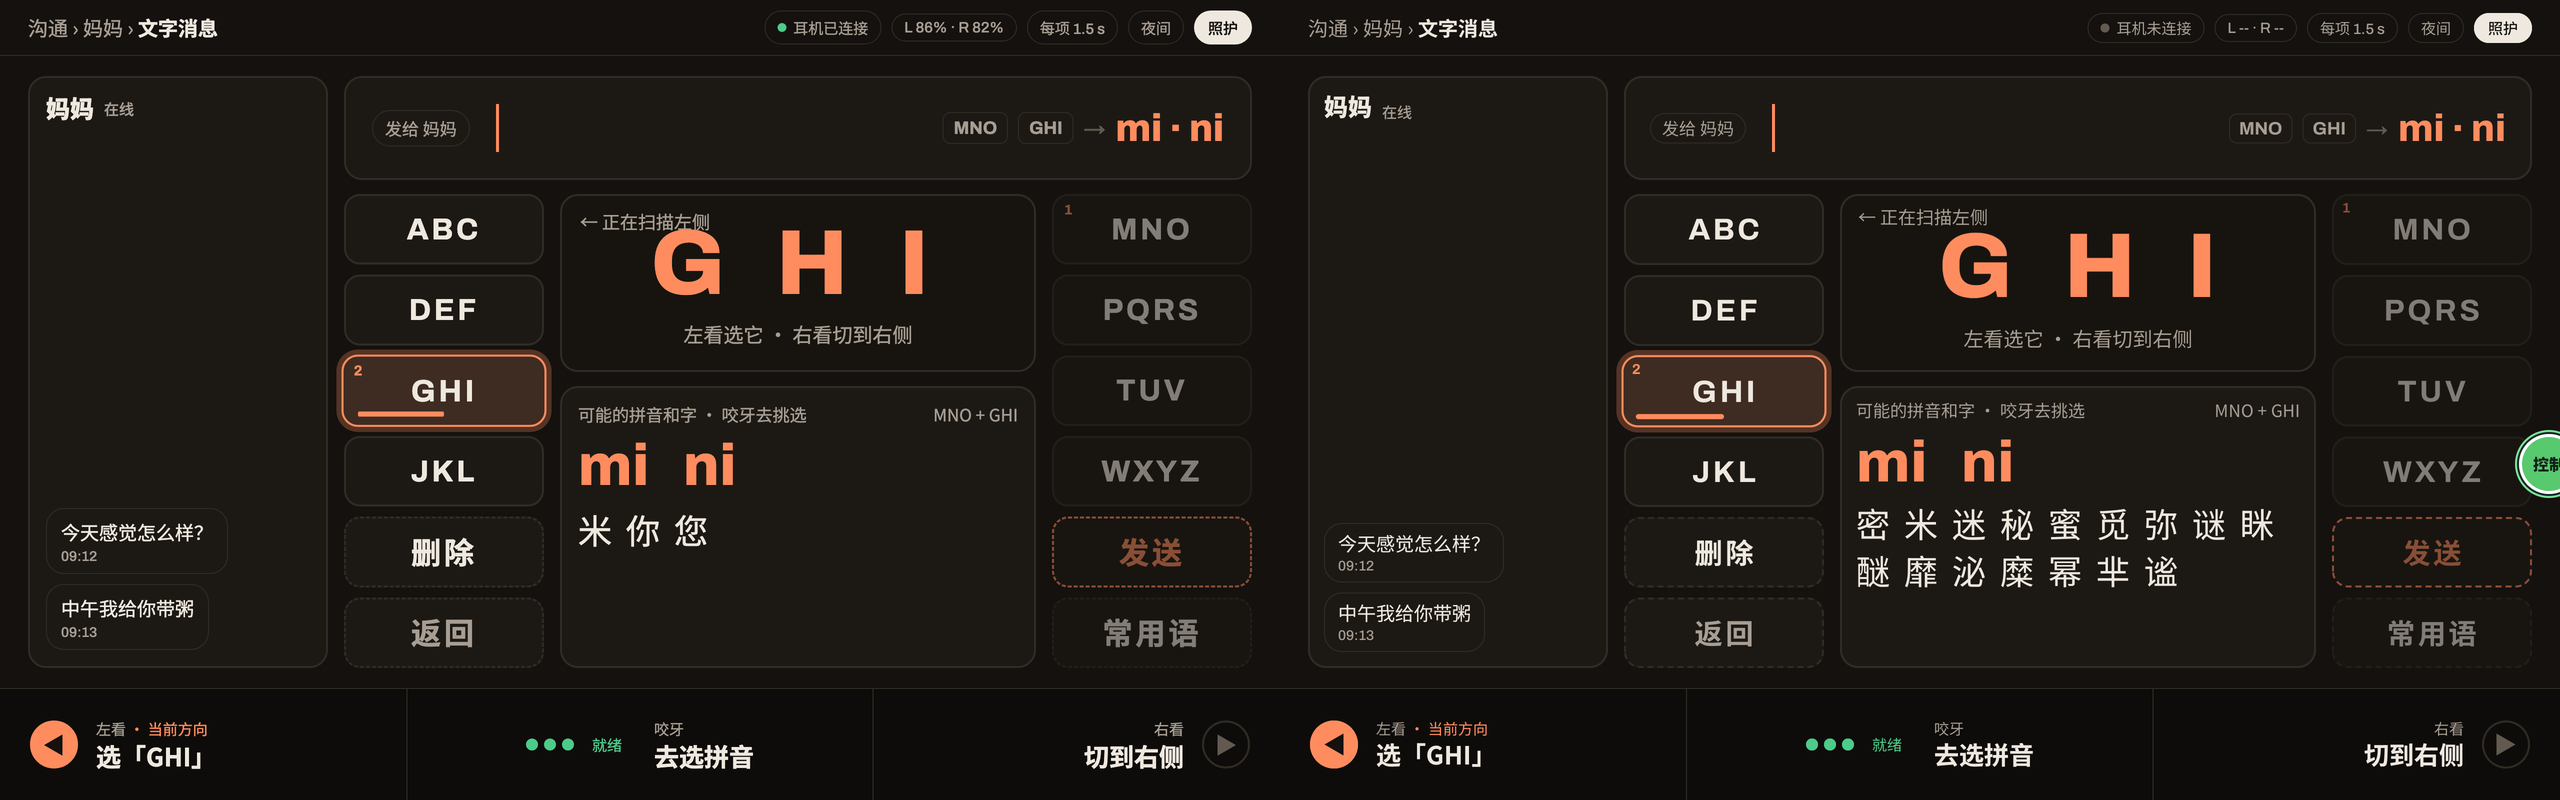 沟通 › 妈妈 › 文字消息
耳机已连接
L 86% · R 82%
每项 1.5 s
夜间
照护
妈妈 在线
今天感觉怎么样？
09:12
中午我给你带粥
09:13
发给 妈妈
MNO GHI → mi · ni
ABC
DEF
2
GHI
JKL
删除
返回
← 正在扫描左侧
G H I
左看选它 · 右看切到右侧
可能的拼音和字 · 咬牙去挑选
MNO + GHI
mi ni
米 你 您
1
MNO
PQRS
TUV
WXYZ
发送
常用语
左看 · 当前方向
选「GHI」
就绪
咬牙
去选拼音
右看
切到右侧
沟通 › 妈妈 › 文字消息
耳机未连接
L -- · R --
每项 1.5 s
夜间
照护
妈妈 在线
今天感觉怎么样？
09:12
中午我给你带粥
09:13
发给 妈妈
MNO GHI → mi · ni
ABC
DEF
2
GHI
JKL
删除
返回
← 正在扫描左侧
G H I
左看选它 · 右看切到右侧
可能的拼音和字 · 咬牙去挑选
MNO + GHI
mi ni
密 米 迷 秘 蜜 觅 弥 谜 眯
醚 靡 泌 糜 幂 芈 谧
1
MNO
PQRS
TUV
WXYZ
发送
常用语
控制
左看 · 当前方向
选「GHI」
就绪
咬牙
去选拼音
右看
切到右侧